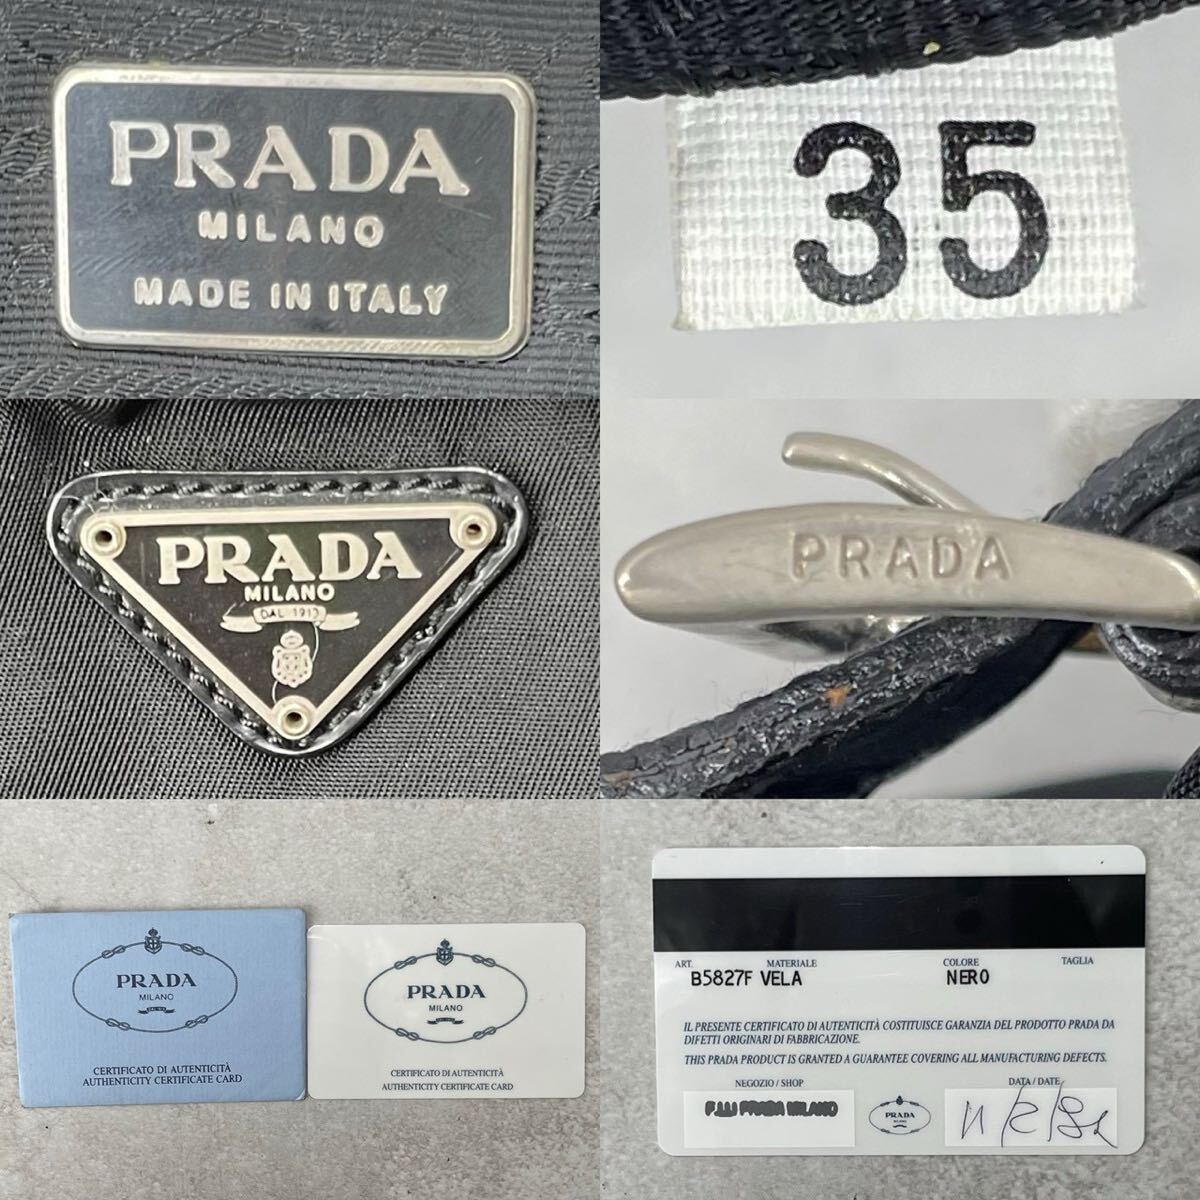 PRADA
MILANO
MADE IN ITALY
35
PRADA
MILANO
DAL 1913
PRADA
PRADA
MILANO
CERTIFICATO DI AUTENTICITÀ
AUTHENTICITY CERTIFICATE CARD
PRADA
MILANO
CERTIFICATO DI AUTENTICITÀ
AUTHENTICITY CERTIFICATE CARD
ART. MATERIALE COLORE TAGLIA
B5827F VELA NERO
IL PRESENTE CERTIFICATO DI AUTENTICITÀ COSTITUISCE GARANZIA DEL PRODOTTO PRADA DA
DIFETTI ORIGINARI DI FABBRICAZIONE.
THIS PRADA PRODUCT IS GRANTED A GUARANTEE COVERING ALL MANUFACTURING DEFECTS.
NEGOZIO / SHOP DATA / DATE
F.LLI PRADA MILANO
PRADA
MILANO